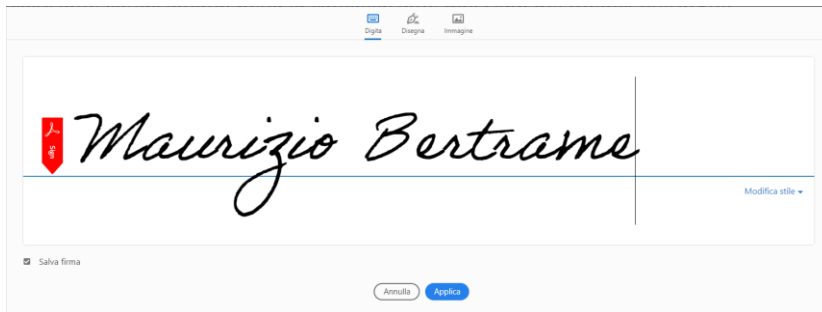 Digita Disegna Immagine
Sign
Maurizio Bertrame
Modifica stile
Salva firma
Annulla Applica